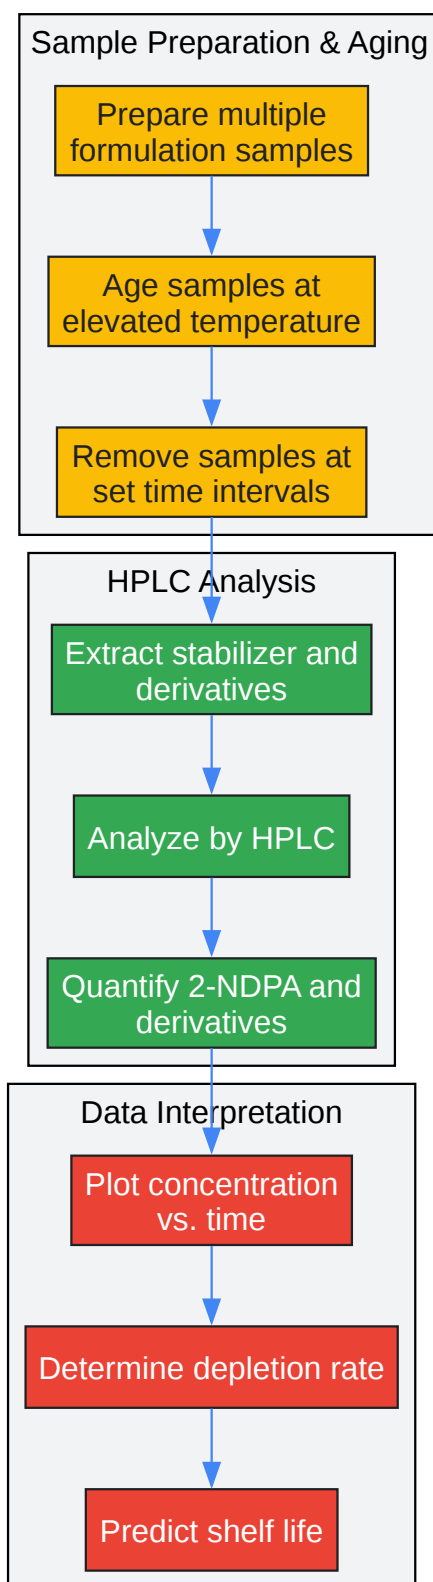 Sample Preparation & Aging
Prepare multiple
formulation samples
Age samples at
elevated temperature
Remove samples at
set time intervals
HPLC Analysis
Extract stabilizer and
derivatives
Analyze by HPLC
Quantify 2-NDPA and
derivatives
Data Interpretation
Plot concentration
vs. time
Determine depletion rate
Predict shelf life